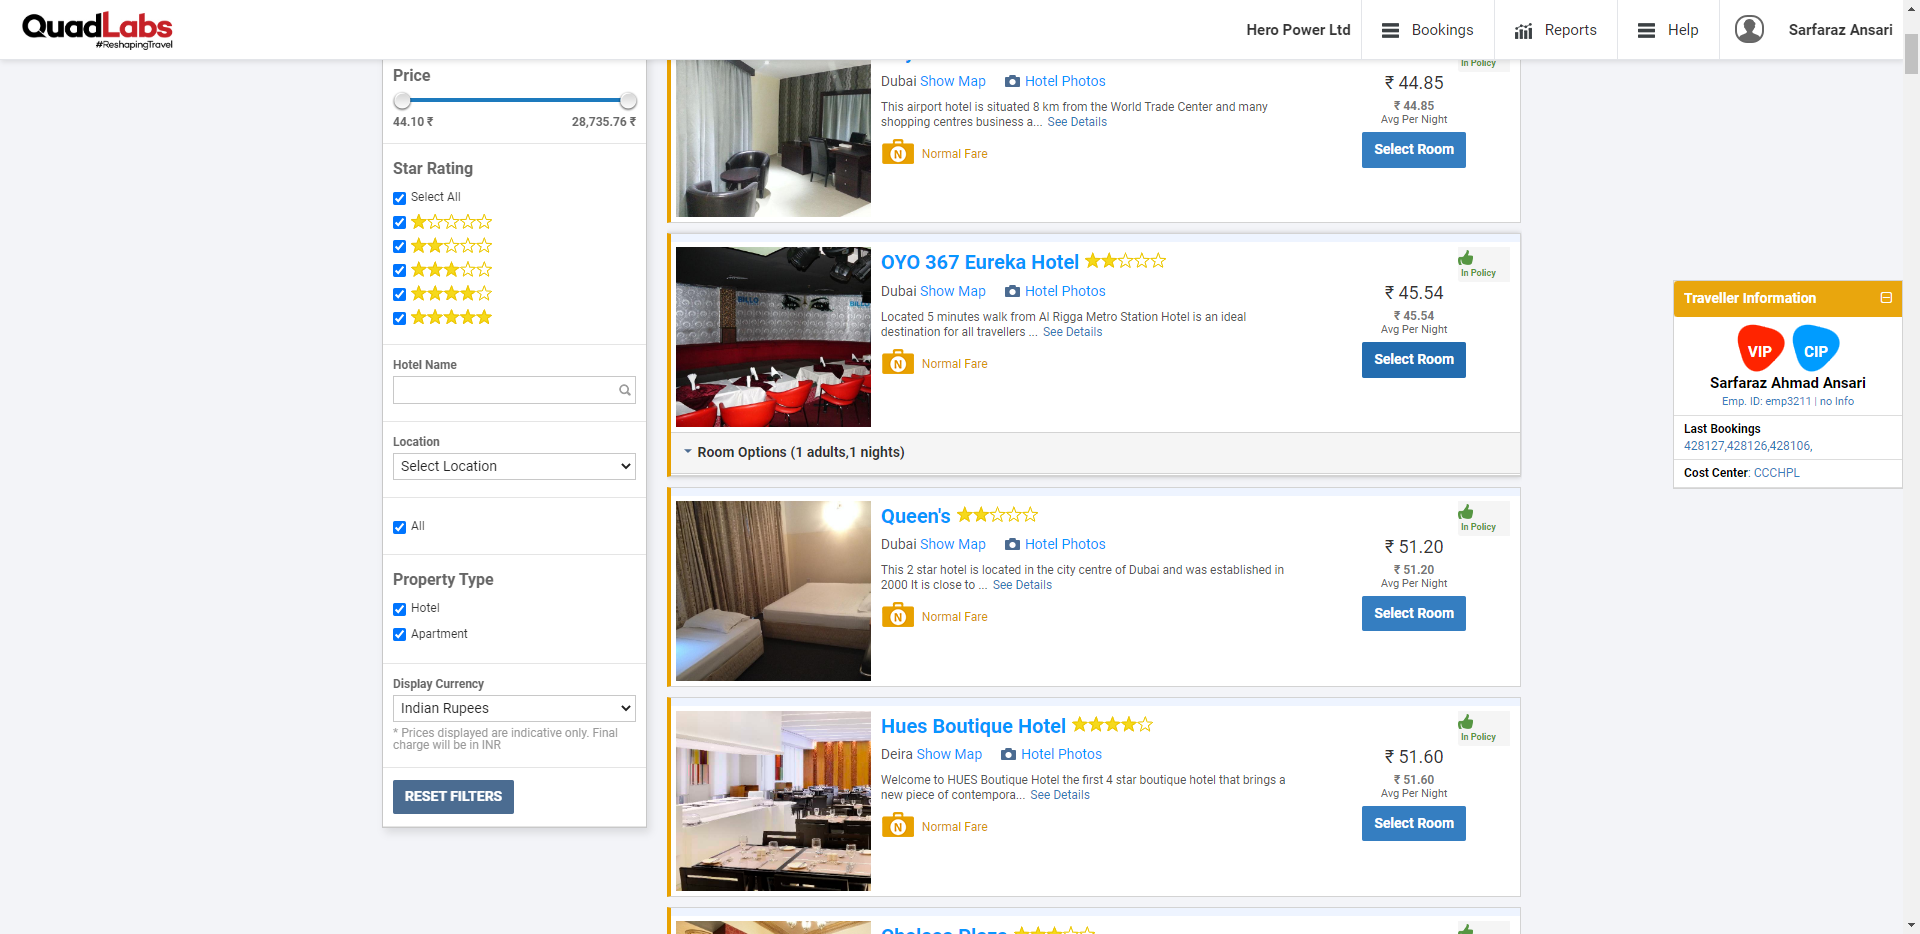 QuadLabs
#ReshapingTravel
Hero Power Ltd
Bookings
Reports
Help
Sarfaraz Ansari
Price
44.10 ₹
28,735.76 ₹
Star Rating
Select All
Hotel Name
Location
Select Location
All
Property Type
Hotel
Apartment
Display Currency
Indian Rupees
* Prices displayed are indicative only. Final
charge will be in INR
RESET FILTERS
In Policy
Dubai Show Map Hotel Photos
₹ 44.85
This airport hotel is situated 8 km from the World Trade Center and many
shopping centres business a... See Details
₹ 44.85
Avg Per Night
N Normal Fare
Select Room
OYO 367 Eureka Hotel
In Policy
Dubai Show Map Hotel Photos
₹ 45.54
Located 5 minutes walk from Al Rigga Metro Station Hotel is an ideal
destination for all travellers ... See Details
₹ 45.54
Avg Per Night
N Normal Fare
Select Room
Room Options (1 adults,1 nights)
Queen's
In Policy
Dubai Show Map Hotel Photos
₹ 51.20
This 2 star hotel is located in the city centre of Dubai and was established in
2000 It is close to ... See Details
₹ 51.20
Avg Per Night
N Normal Fare
Select Room
Hues Boutique Hotel
In Policy
Deira Show Map Hotel Photos
₹ 51.60
Welcome to HUES Boutique Hotel the first 4 star boutique hotel that brings a
new piece of contempora... See Details
₹ 51.60
Avg Per Night
N Normal Fare
Select Room
Chelsea Plaza
Traveller Information
VIP
CIP
Sarfaraz Ahmad Ansari
Emp. ID: emp3211 | no Info
Last Bookings
428127,428126,428106,
Cost Center: CCCHPL